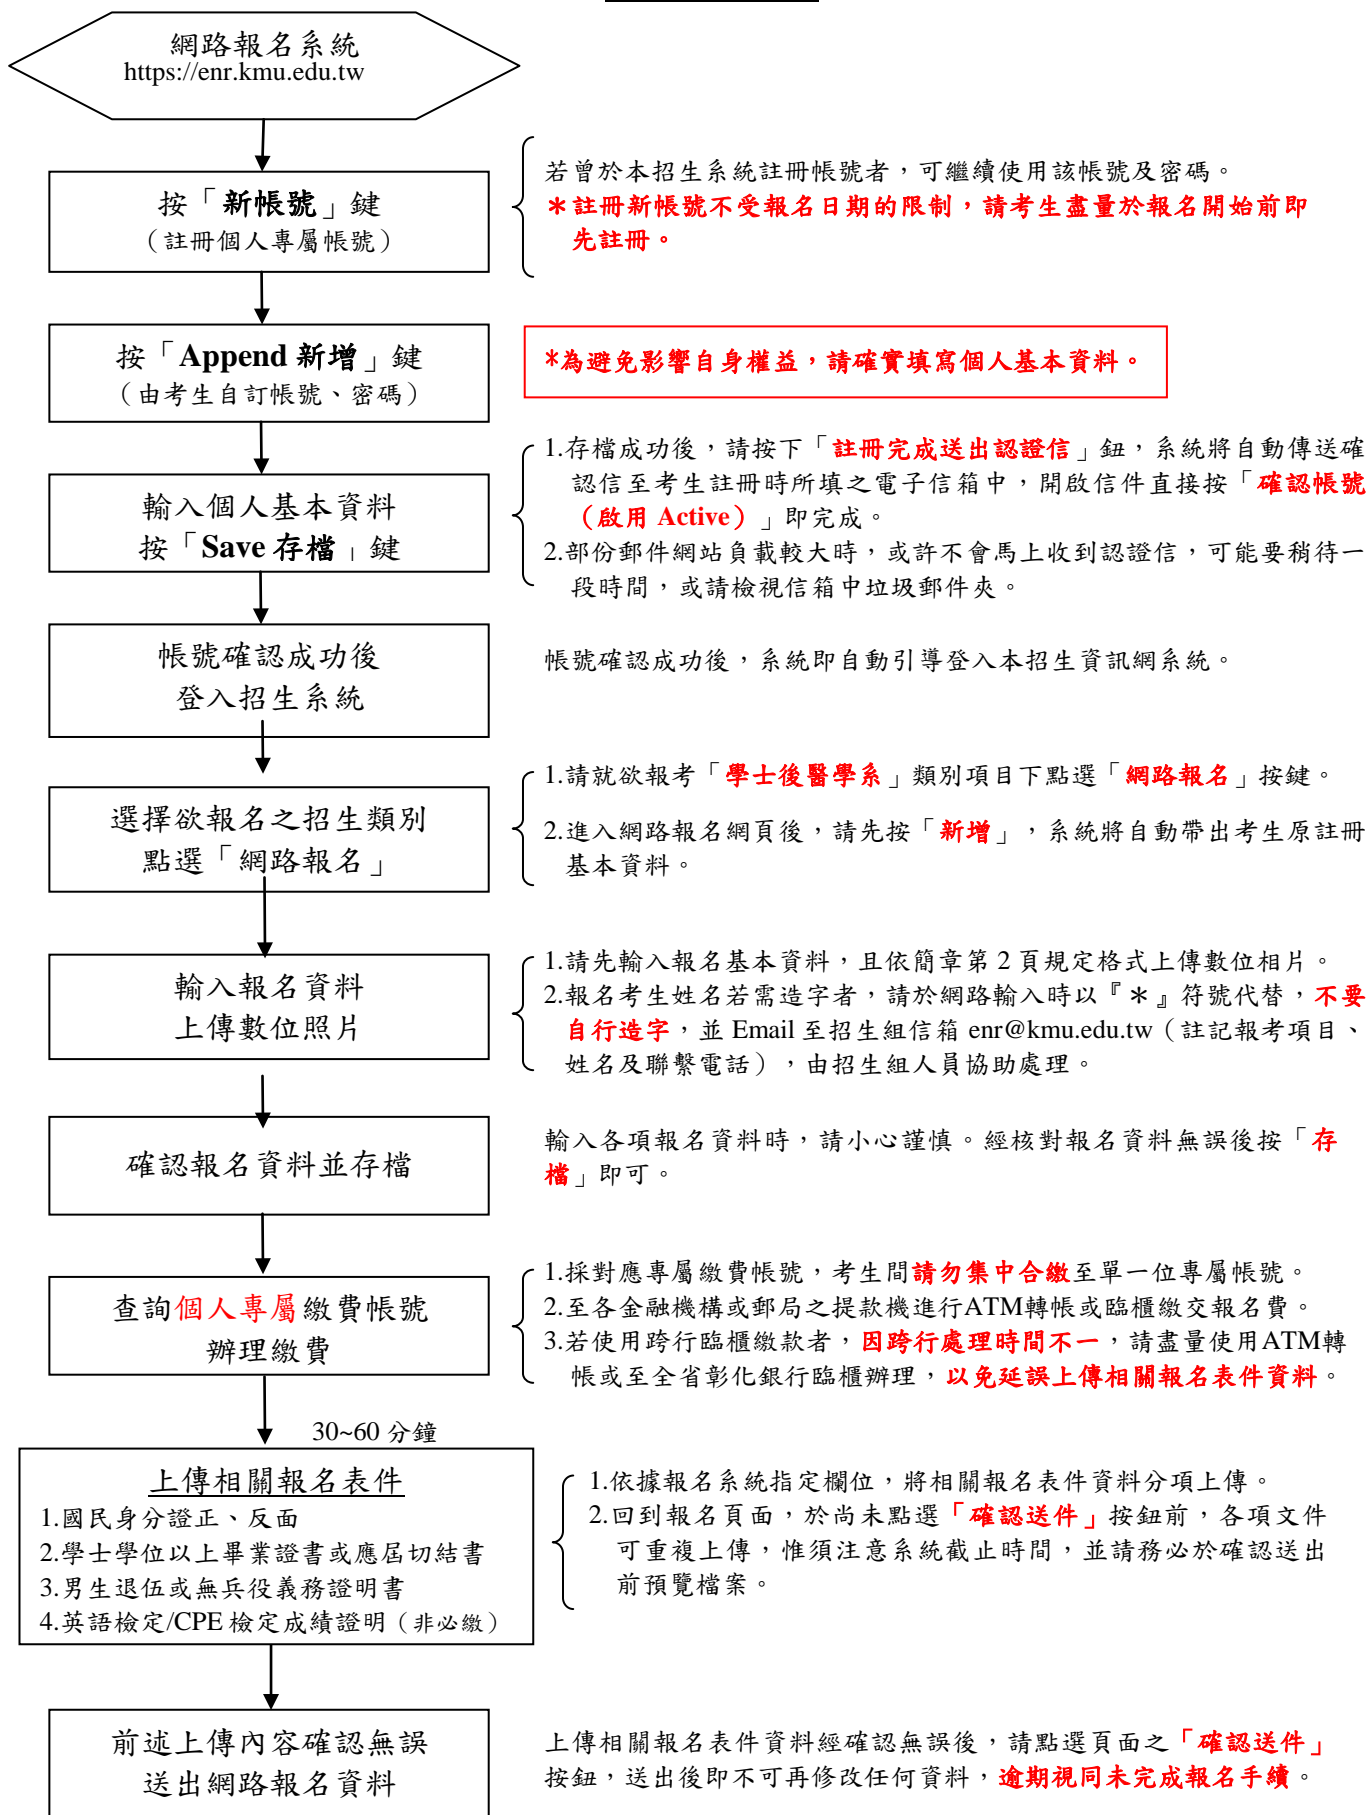 網路報名系統
https://enr.kmu.edu.tw
按「新帳號」鍵
（註冊個人專屬帳號）
若曾於本招生系統註冊帳號者，可繼續使用該帳號及密碼。
＊註冊新帳號不受報名日期的限制，請考生盡量於報名開始前即
先註冊。
按「Append 新增」鍵
（由考生自訂帳號、密碼）
*為避免影響自身權益，請確實填寫個人基本資料。
輸入個人基本資料
按「Save 存檔」鍵
1.存檔成功後，請按下「註冊完成送出認證信」鈕，系統將自動傳送確
認信至考生註冊時所填之電子信箱中，開啟信件直接按「確認帳號
（啟用 Active）」即完成。
2.部份郵件網站負載較大時，或許不會馬上收到認證信，可能要稍待一
段時間，或請檢視信箱中垃圾郵件夾。
帳號確認成功後
登入招生系統
帳號確認成功後，系統即自動引導登入本招生資訊網系統。
選擇欲報名之招生類別
點選「網路報名」
1.請就欲報考「學士後醫學系」類別項目下點選「網路報名」按鍵。
2.進入網路報名網頁後，請先按「新增」，系統將自動帶出考生原註冊
基本資料。
輸入報名資料
上傳數位照片
1.請先輸入報名基本資料，且依簡章第 2 頁規定格式上傳數位相片。
2.報名考生姓名若需造字者，請於網路輸入時以『＊』符號代替，不要
自行造字，並 Email 至招生組信箱 enr@kmu.edu.tw（註記報考項目、
姓名及聯繫電話），由招生組人員協助處理。
確認報名資料並存檔
輸入各項報名資料時，請小心謹慎。經核對報名資料無誤後按「存
檔」即可。
查詢個人專屬繳費帳號
辦理繳費
1.採對應專屬繳費帳號，考生間請勿集中合繳至單一位專屬帳號。
2.至各金融機構或郵局之提款機進行ATM轉帳或臨櫃繳交報名費。
3.若使用跨行臨櫃繳款者，因跨行處理時間不一，請盡量使用ATM轉
帳或至全省彰化銀行臨櫃辦理，以免延誤上傳相關報名表件資料。
30~60 分鐘
上傳相關報名表件
1.國民身分證正、反面
2.學士學位以上畢業證書或應屆切結書
3.男生退伍或無兵役義務證明書
4.英語檢定/CPE 檢定成績證明（非必繳）
1.依據報名系統指定欄位，將相關報名表件資料分項上傳。
2.回到報名頁面，於尚未點選「確認送件」按鈕前，各項文件
可重複上傳，惟須注意系統截止時間，並請務必於確認送出
前預覽檔案。
前述上傳內容確認無誤
送出網路報名資料
上傳相關報名表件資料經確認無誤後，請點選頁面之「確認送件」
按鈕，送出後即不可再修改任何資料，逾期視同未完成報名手續。